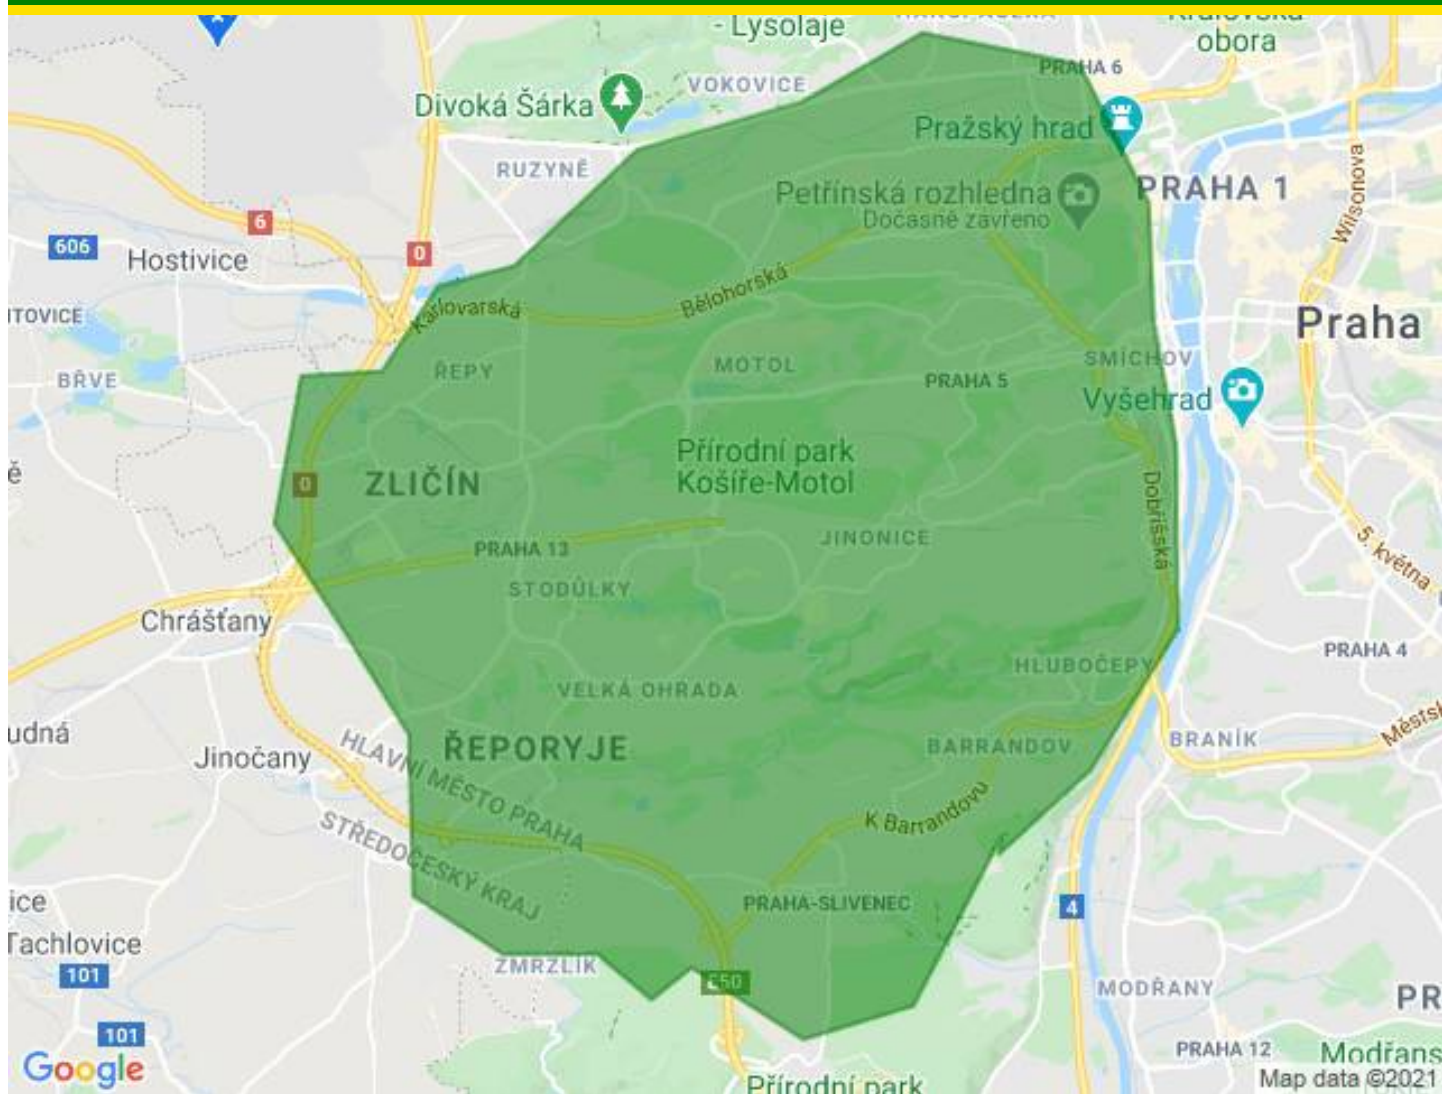 - Lysolaje
obora
PRAHA 6
VOKOVICE
Divoká Šárka
Pražský hrad
RUZYNĚ
Petřínská rozhledna
Dočasně zavřeno
PRAHA 1
Wilsonova
6
606
Hostivice
0
Karlovarská
Bělohorská
Praha
BŘVE
ŘEPY
MOTOL
PRAHA 5
SMÍCHOV
Vyšehrad
Přírodní park
Košíře-Motol
0
ZLIČÍN
Dobříšská
PRAHA 13
JINONICE
5. května
STODŮLKY
Chrášťany
PRAHA 4
HLUBOČEPY
VELKÁ OHRADA
udná
Jinočany
ŘEPORYJE
BARRANDOV
BRANÍK
Městsk
HLAVNÍ MĚSTO PRAHA
STŘEDOČESKÝ KRAJ
K Barrandovu
PRAHA-SLIVENEC
4
ice
Tachlovice
101
ZMRZLÍK
E50
MODŘANY
PR
101
Google
PRAHA 12
Modřans
Přírodní park
Map data ©2021